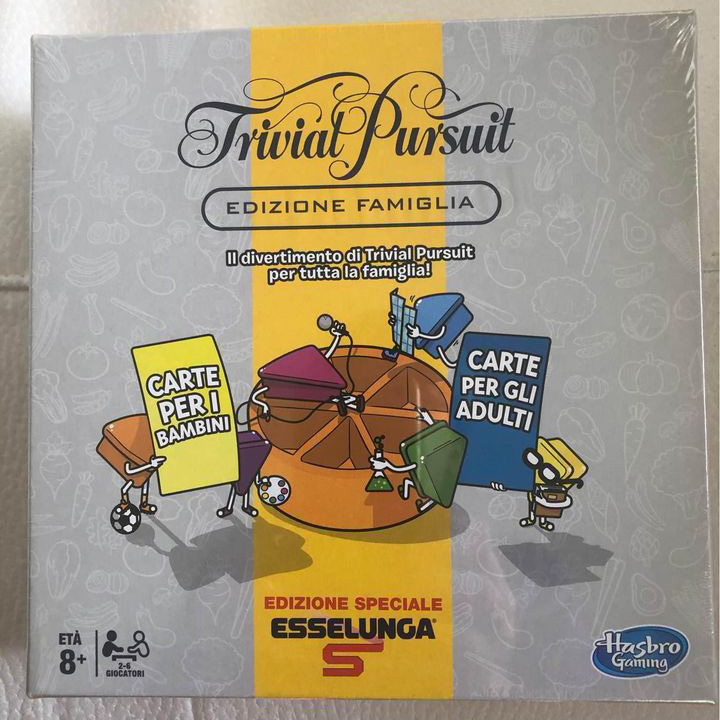 Trivial Pursuit
EDIZIONE FAMIGLIA
Il divertimento di Trivial Pursuit
per tutta la famiglia!
CARTE
PER I
BAMBINI
CARTE
PER GLI
ADULTI
EDIZIONE SPECIALE
ESSELUNGA®
S
ETÀ
8+
2-6
GIOCATORI
Hasbro
Gaming